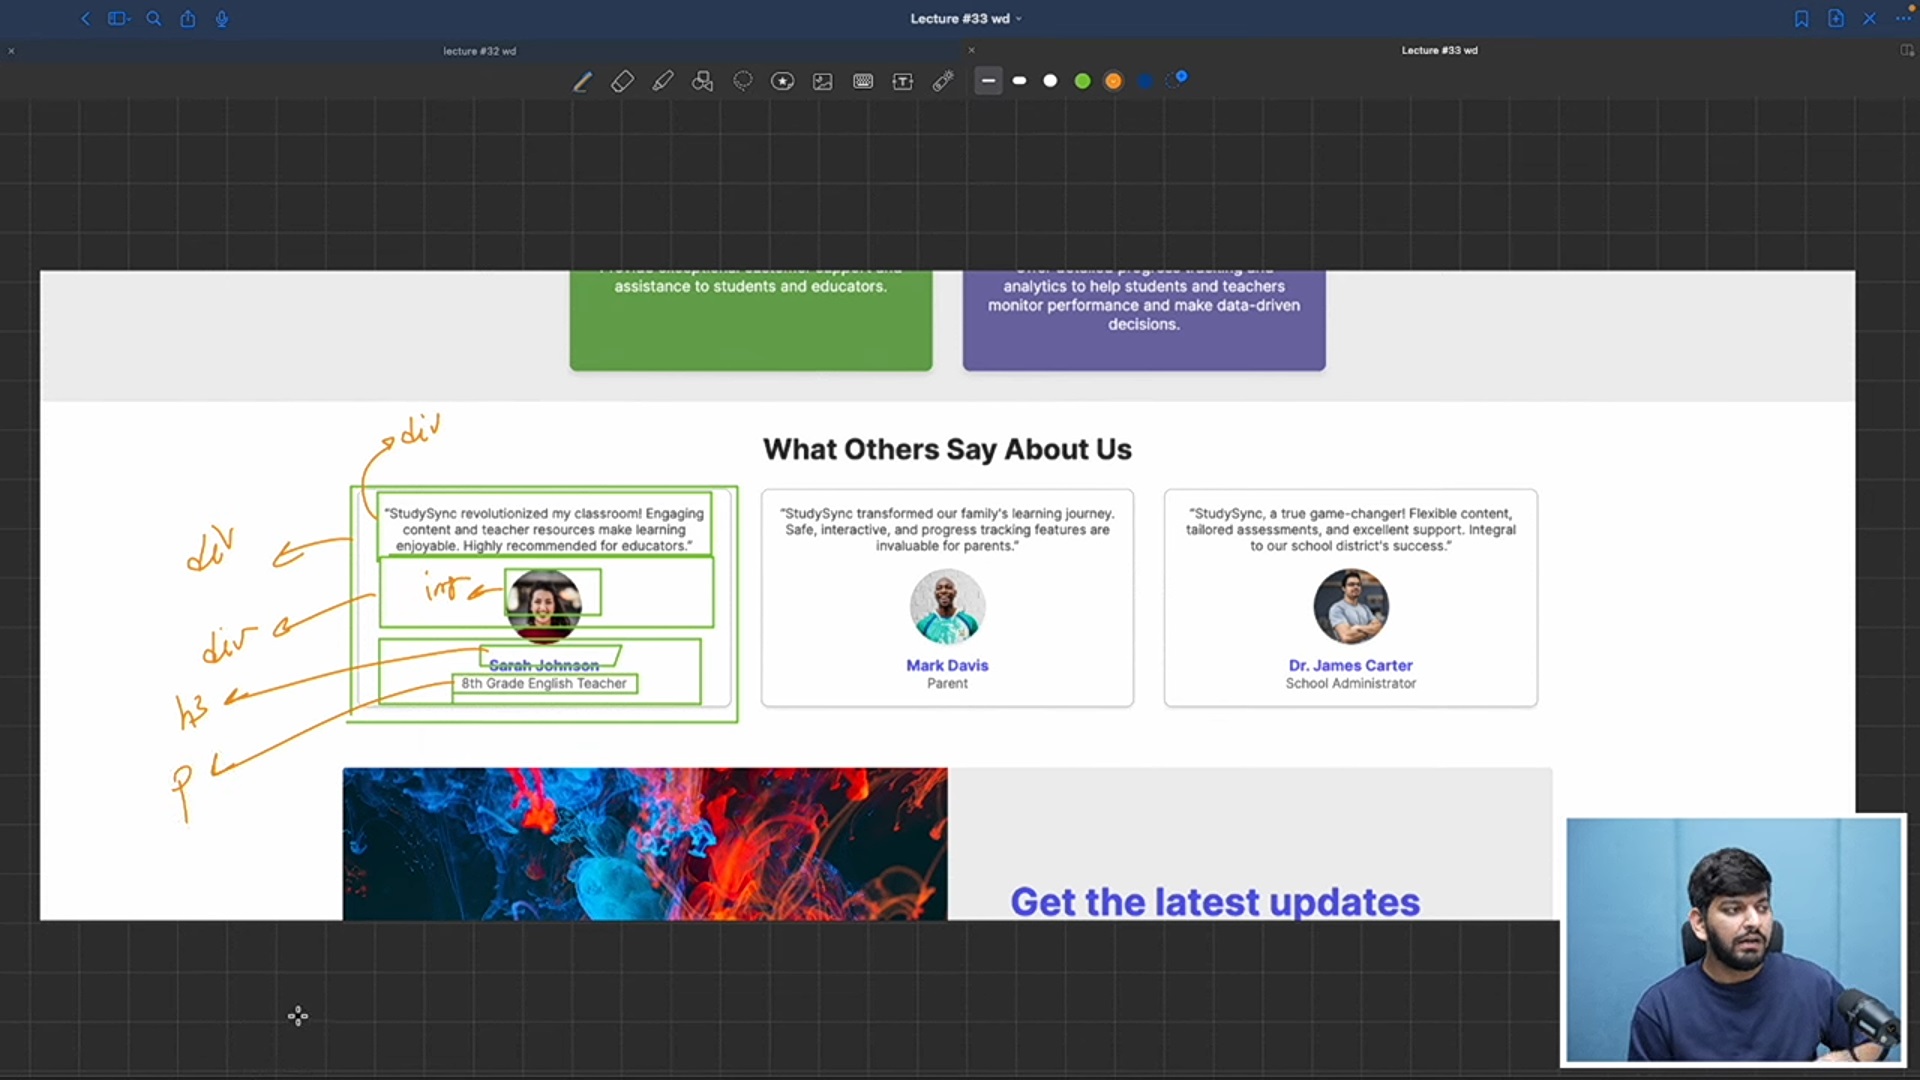 Lecture #33 wd
lecture #32 wd
Lecture #33 wd
assistance to students and educators.
analytics to help students and teachers
monitor performance and make data-driven
decisions.
div
What Others Say About Us
"StudySync revolutionized my classroom! Engaging
content and teacher resources make learning
enjoyable. Highly recommended for educators."
"StudySync transformed our family's learning journey.
Safe, interactive, and progress tracking features are
invaluable for parents."
"StudySync, a true game-changer! Flexible content,
tailored assessments, and excellent support. Integral
to our school district's success."
div
div
h3
p
Sarah Johnson
8th Grade English Teacher
Mark Davis
Parent
Dr. James Carter
School Administrator
Get the latest updates